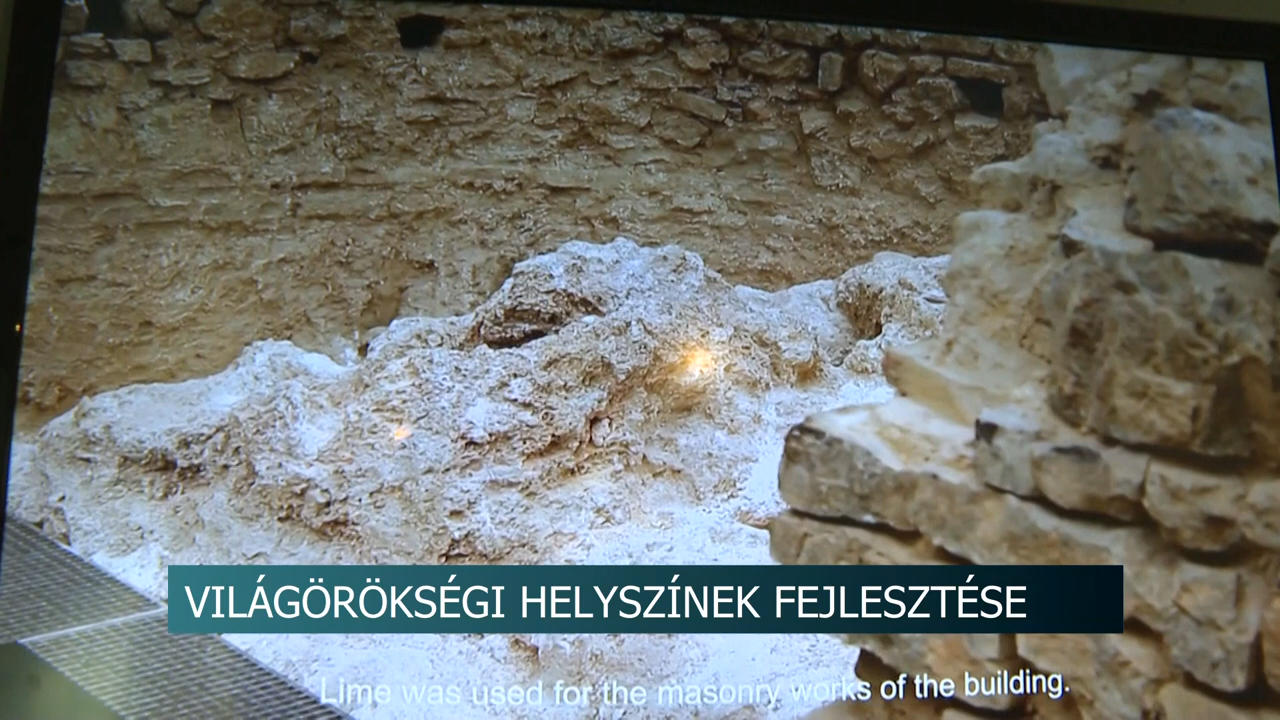 VILÁGÖRÖKSÉGI HELYSZÍNEK FEJLESZTÉSE
Lime was used for the masonry works of the building.